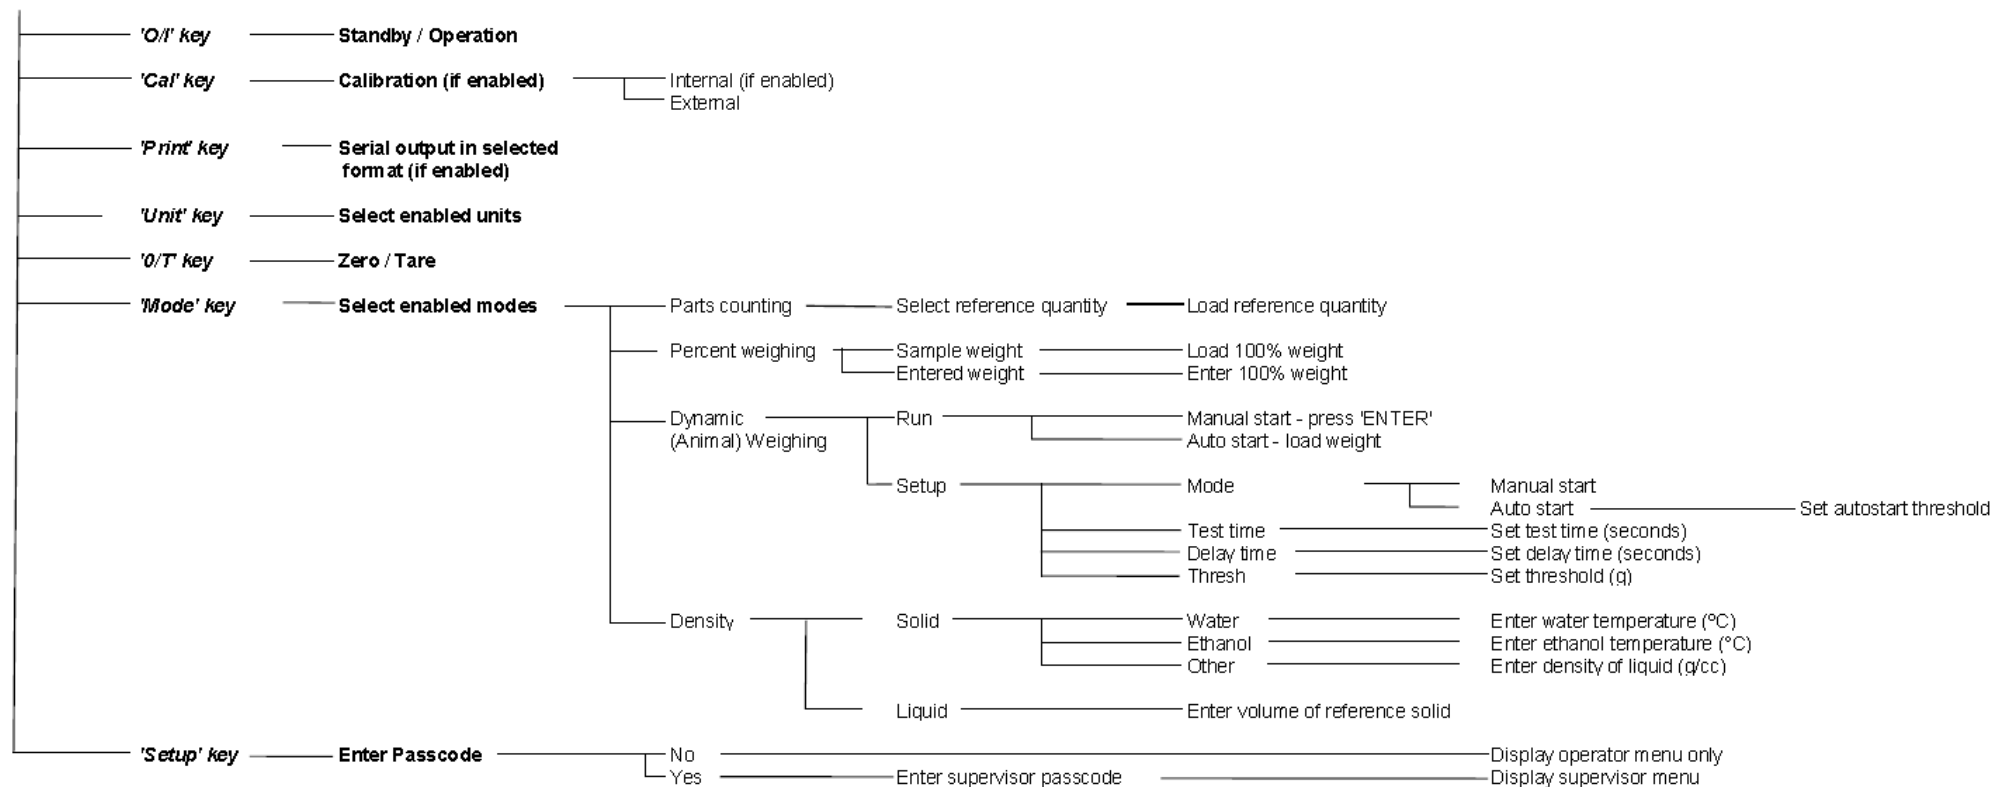 'O/I' key Standby / Operation
'Cal' key Calibration (if enabled) Internal (if enabled)
External
'Print' key Serial output in selected
format (if enabled)
'Unit' key Select enabled units
'0/T' key Zero / Tare
'Mode' key Select enabled modes Parts counting Select reference quantity Load reference quantity
Percent weighing Sample weight Load 100% weight
Entered weight Enter 100% weight
Dynamic Run Manual start - press 'ENTER'
(Animal) Weighing Auto start - load weight
Setup Mode Manual start
Auto start Set autostart threshold
Test time Set test time (seconds)
Delay time Set delay time (seconds)
Thresh Set threshold (g)
Density Solid Water Enter water temperature (°C)
Ethanol Enter ethanol temperature (°C)
Other Enter density of liquid (g/cc)
Liquid Enter volume of reference solid
'Setup' key Enter Passcode No Display operator menu only
Yes Enter supervisor passcode Display supervisor menu